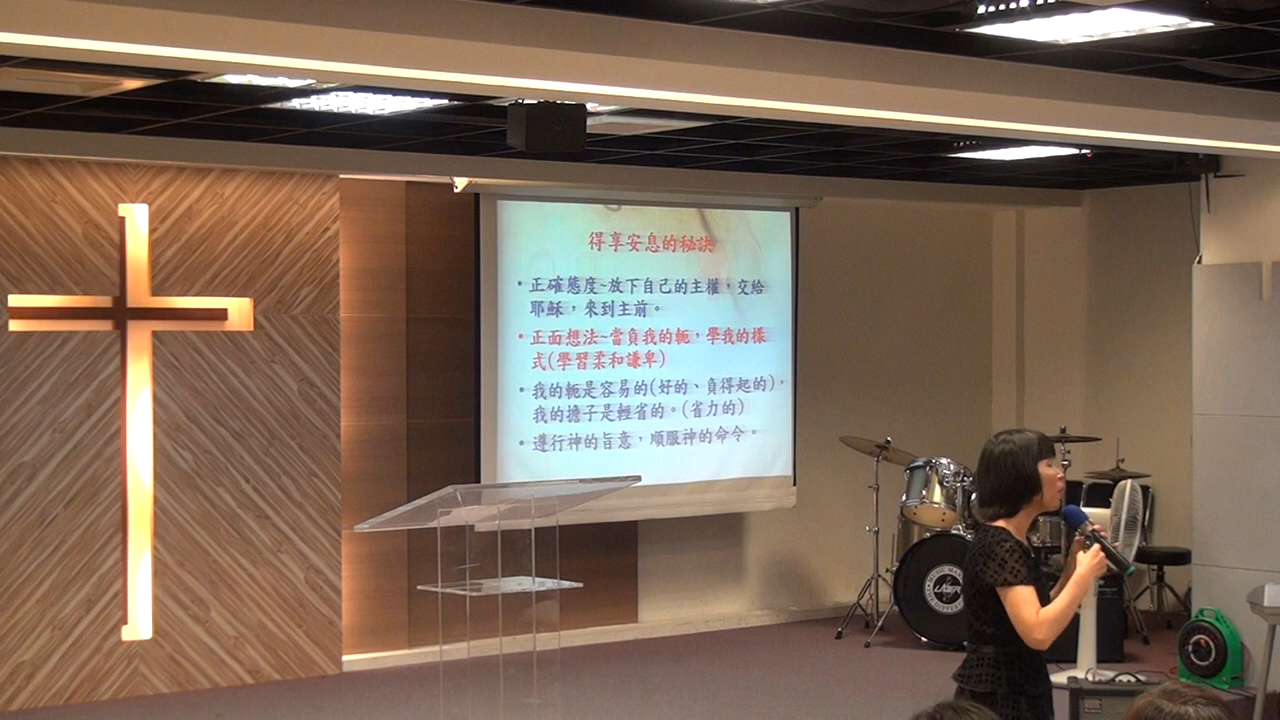 得享安息的秘訣
•正確態度~放下自己的主權，交給
耶穌，來到主前。
•正面想法~當負我的軛，學我的樣
式(學習柔和謙卑)
•我的軛是容易的(好的、負得起的)，
我的擔子是輕省的。(省力的)
•遵行神的旨意，順服神的命令。